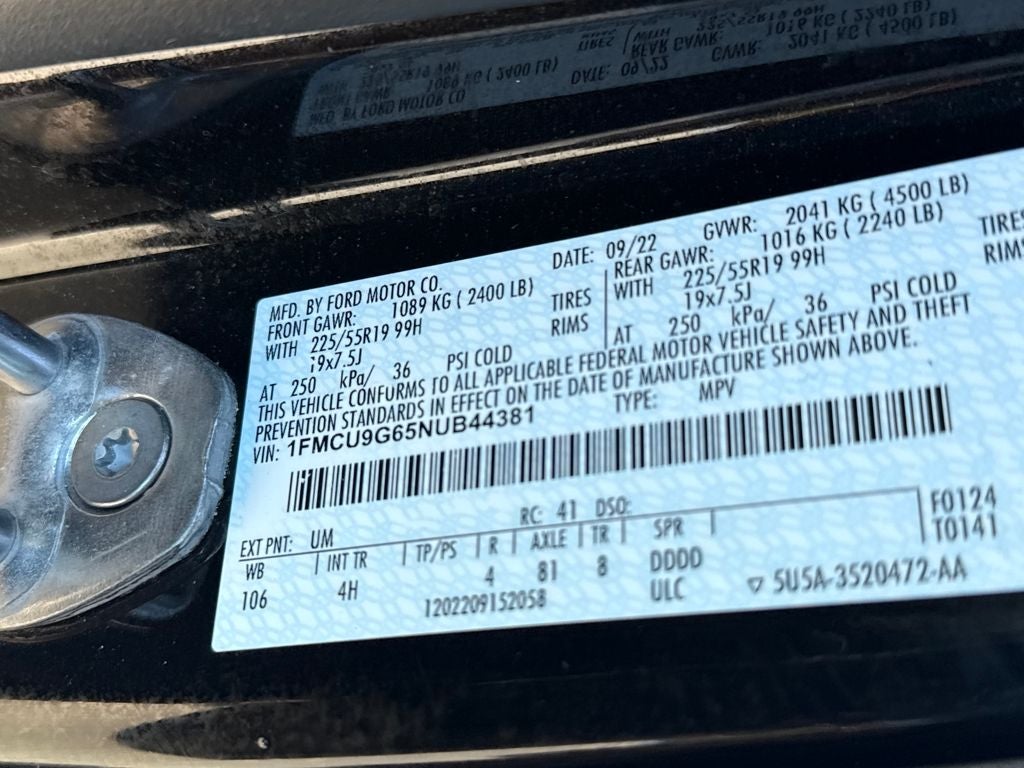 MFD. BY FORD MOTOR CO. DATE: 09/22 GVWR: 2041 KG ( 4500 LB)
FRONT GAWR: 1089 KG ( 2400 LB) REAR GAWR: 1016 KG ( 2240 LB)
WITH 225/55R19 99H TIRES WITH 225/55R19 99H TIRES
19x7.5J RIMS 19x7.5J RIMS
AT 250 kPa/ 36 PSI COLD AT 250 kPa/ 36 PSI COLD
THIS VEHICLE CONFORMS TO ALL APPLICABLE FEDERAL MOTOR VEHICLE SAFETY AND THEFT
PREVENTION STANDARDS IN EFFECT ON THE DATE OF MANUFACTURE SHOWN ABOVE.
VIN: 1FMCU9G65NUB44381 TYPE: MPV
EXT PNT: UM RC: 41 DSO: F0124
WB INT TR TP/PS R AXLE TR SPR T0141
106 4H 4 81 8 DDDD
1202209152058 ULC 5U5A-3520472-AA